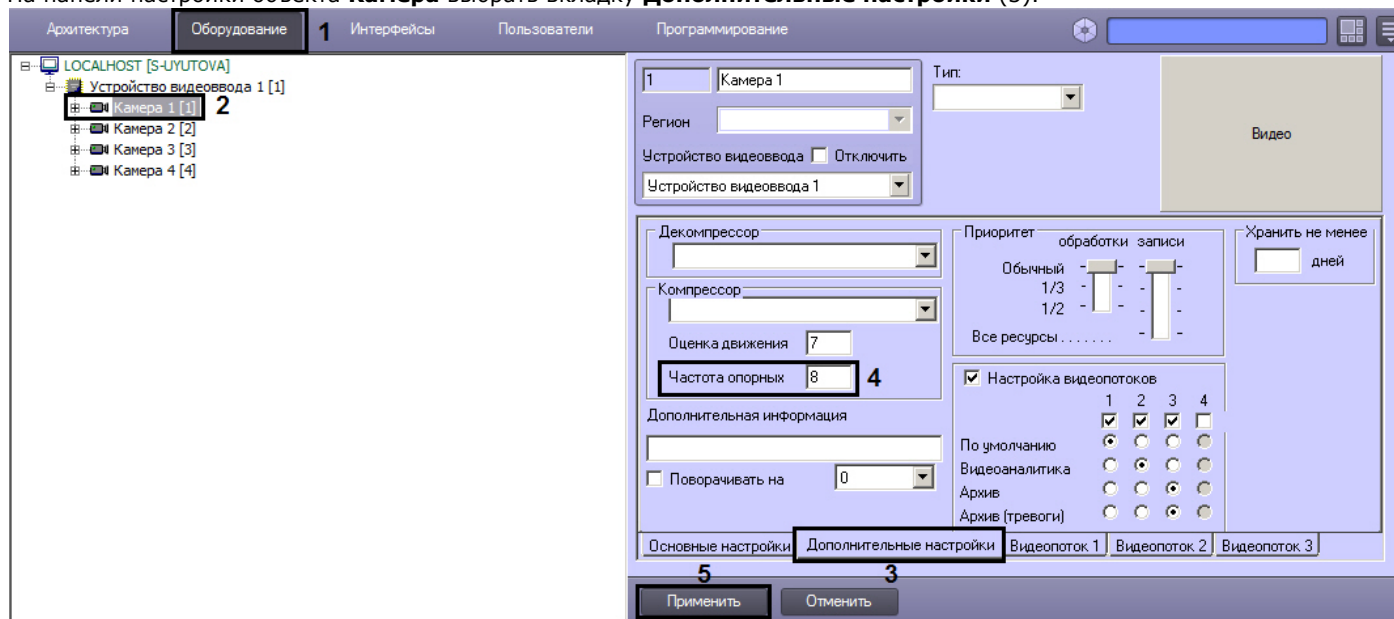 На панели настройки объекта Камера выбрать вкладку Дополнительные настройки (3).
Архитектура Оборудование 1 Интерфейсы Пользователи Программирование
LOCALHOST [S-UYUTOVA]
Устройство видеоввода 1 [1]
Камера 1 [1] 2
Камера 2 [2]
Камера 3 [3]
Камера 4 [4]
1 Камера 1
Тип:
Регион
Устройство видеоввода Отключить
Устройство видеоввода 1
Видео
Декомпрессор
Компрессор
Оценка движения 7
Частота опорных 8 4
Дополнительная информация
Поворачивать на 0
Приоритет
обработки записи
Обычный
1/3
1/2
Все ресурсы . . . . . . .
Хранить не менее
дней
Настройка видеопотоков
1 2 3 4
По умолчанию
Видеоаналитика
Архив
Архив (тревоги)
Основные настройки Дополнительные настройки Видеопоток 1 Видеопоток 2 Видеопоток 3
5 3
Применить Отменить